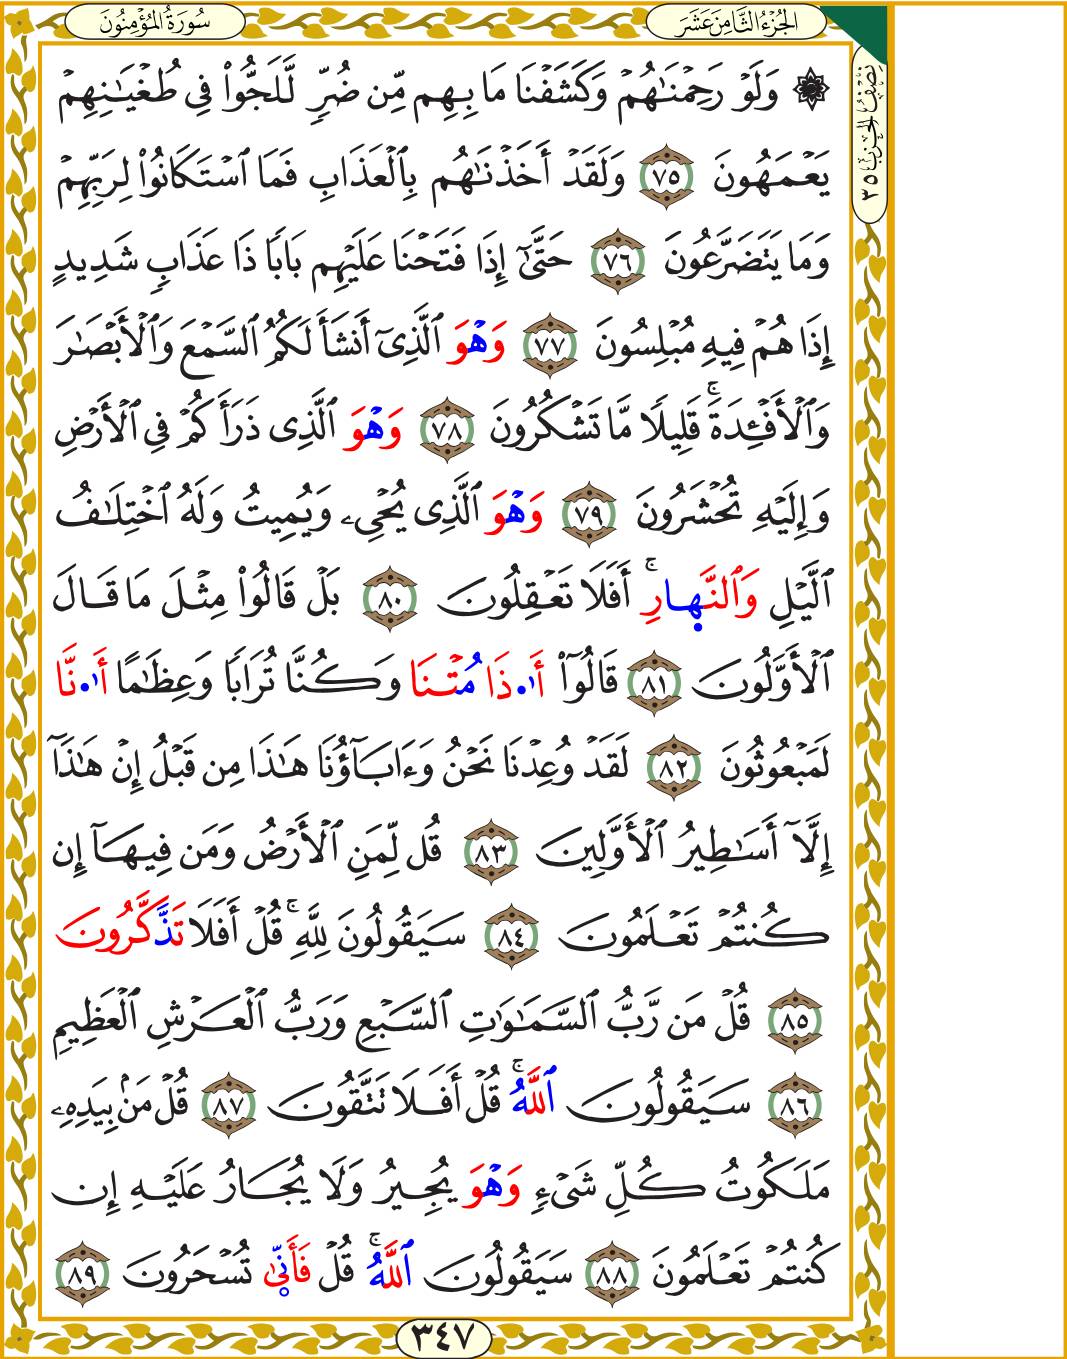 سُورَةُ الْمُؤْمِنُونَ
الجُزْءُ الثَّامِنَ عَشَرَ
نِصْفُ الحِزْبِ ٣٥
۞ وَلَوْ رَحِمْنَـٰهُمْ وَكَشَفْنَا مَا بِهِم مِّن ضُرٍّ لَّلَجُّوا۟ فِى طُغْيَـٰنِهِمْ
يَعْمَهُونَ ٧٥ وَلَقَدْ أَخَذْنَـٰهُم بِٱلْعَذَابِ فَمَا ٱسْتَكَانُوا۟ لِرَبِّهِمْ
وَمَا يَتَضَرَّعُونَ ٧٦ حَتَّىٰٓ إِذَا فَتَحْنَا عَلَيْهِم بَابًا ذَا عَذَابٍ شَدِيدٍ
إِذَا هُمْ فِيهِ مُبْلِسُونَ ٧٧ وَهْوَ ٱلَّذِىٓ أَنشَأَ لَكُمُ ٱلسَّمْعَ وَٱلْأَبْصَـٰرَ
وَٱلْأَفْـِٔدَةَ ۚ قَلِيلًا مَّا تَشْكُرُونَ ٧٨ وَهْوَ ٱلَّذِى ذَرَأَكُمْ فِى ٱلْأَرْضِ
وَإِلَيْهِ تُحْشَرُونَ ٧٩ وَهْوَ ٱلَّذِى يُحْىِۦ وَيُمِيتُ وَلَهُ ٱخْتِلَـٰفُ
ٱلَّيْلِ وَٱلنَّهارِ ۚ أَفَلَا تَعْقِلُونَ ٨٠ بَلْ قَالُوا۟ مِثْلَ مَا قَالَ
ٱلْأَوَّلُونَ ٨١ قَالُوٓا۟ أَا۟•ذَا مُتْنَا وَكُنَّا تُرَابًا وَعِظَـٰمًا أَا۟•نَّا
لَمَبْعُوثُونَ ٨٢ لَقَدْ وُعِدْنَا نَحْنُ وَءَابَآؤُنَا هَـٰذَا مِن قَبْلُ إِنْ هَـٰذَآ
إِلَّآ أَسَـٰطِيرُ ٱلْأَوَّلِينَ ٨٣ قُل لِّمَنِ ٱلْأَرْضُ وَمَن فِيهَآ إِن
كُنتُمْ تَعْلَمُونَ ٨٤ سَيَقُولُونَ لِلَّهِ ۚ قُلْ أَفَلَا تَذَّكَّرُونَ
٨٥ قُلْ مَن رَّبُّ ٱلسَّمَـٰوَٰتِ ٱلسَّبْعِ وَرَبُّ ٱلْعَرْشِ ٱلْعَظِيمِ
٨٦ سَيَقُولُونَ ٱللَّهُ ۚ قُلْ أَفَلَا تَتَّقُونَ ٨٧ قُلْ مَنۢ بِيَدِهِۦ
مَلَكُوتُ كُلِّ شَىْءٍ وَهْوَ يُجِيرُ وَلَا يُجَارُ عَلَيْهِ إِن
كُنتُمْ تَعْلَمُونَ ٨٨ سَيَقُولُونَ ٱللَّهُ ۚ قُلْ فَأَنّىٰ تُسْحَرُونَ ٨٩
٣٤٧